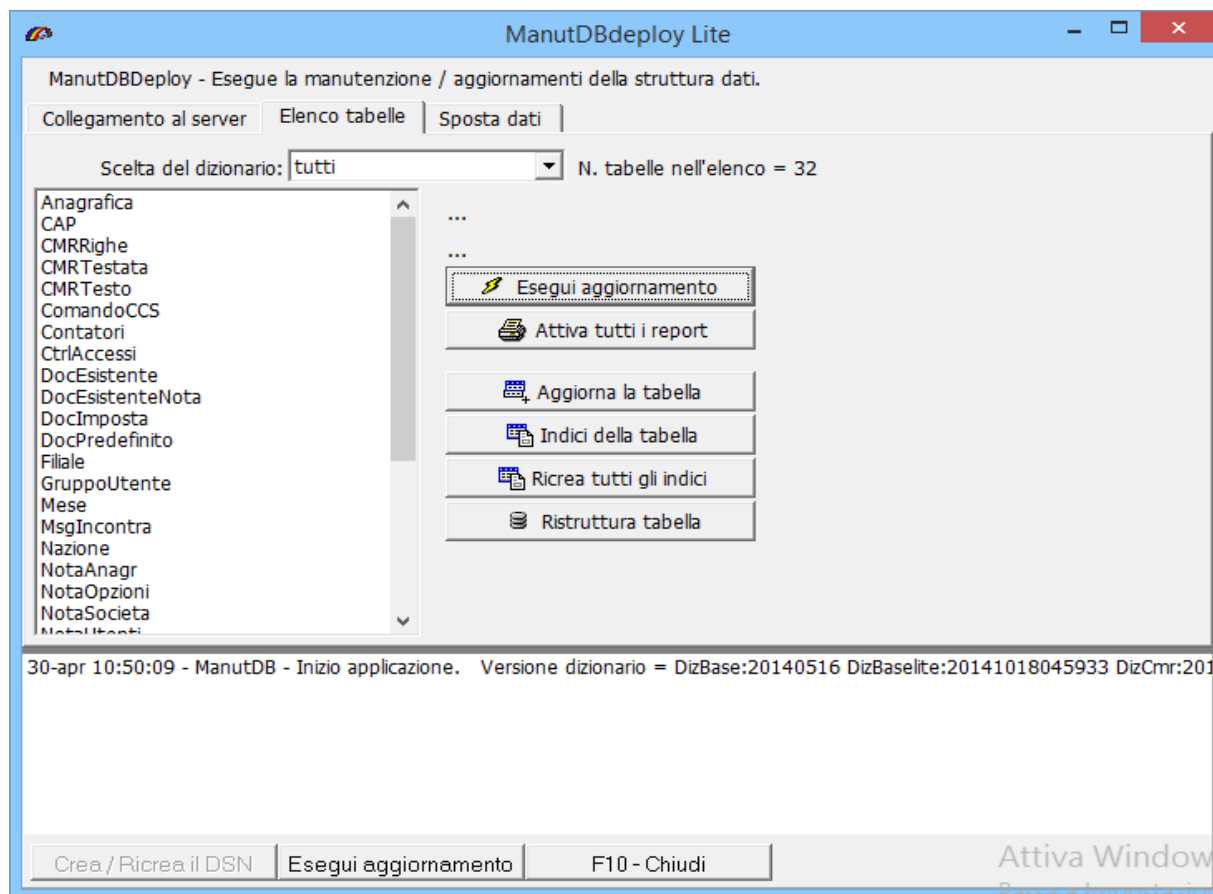 ManutDBdeploy Lite
ManutDBDeploy - Esegue la manutenzione / aggiornamenti della struttura dati.
Collegamento al server
Elenco tabelle
Sposta dati
Scelta del dizionario: tutti
N. tabelle nell'elenco = 32
Anagrafica
CAP
CMRRighe
CMRTestata
CMRTesto
ComandoCCS
Contatori
CtrlAccessi
DocEsistente
DocEsistenteNota
DocImposta
DocPredefinito
Filiale
GruppoUtente
Mese
MsgIncontra
Nazione
NotaAnagr
NotaOpzioni
NotaSocieta
NotaUtenti
...
...
Esegui aggiornamento
Attiva tutti i report
Aggiorna la tabella
Indici della tabella
Ricrea tutti gli indici
Ristruttura tabella
30-apr 10:50:09 - ManutDB - Inizio applicazione. Versione dizionario = DizBase:20140516 DizBaselite:20141018045933 DizCmr:201
Crea / Ricrea il DSN
Esegui aggiornamento
F10 - Chiudi
Attiva Window